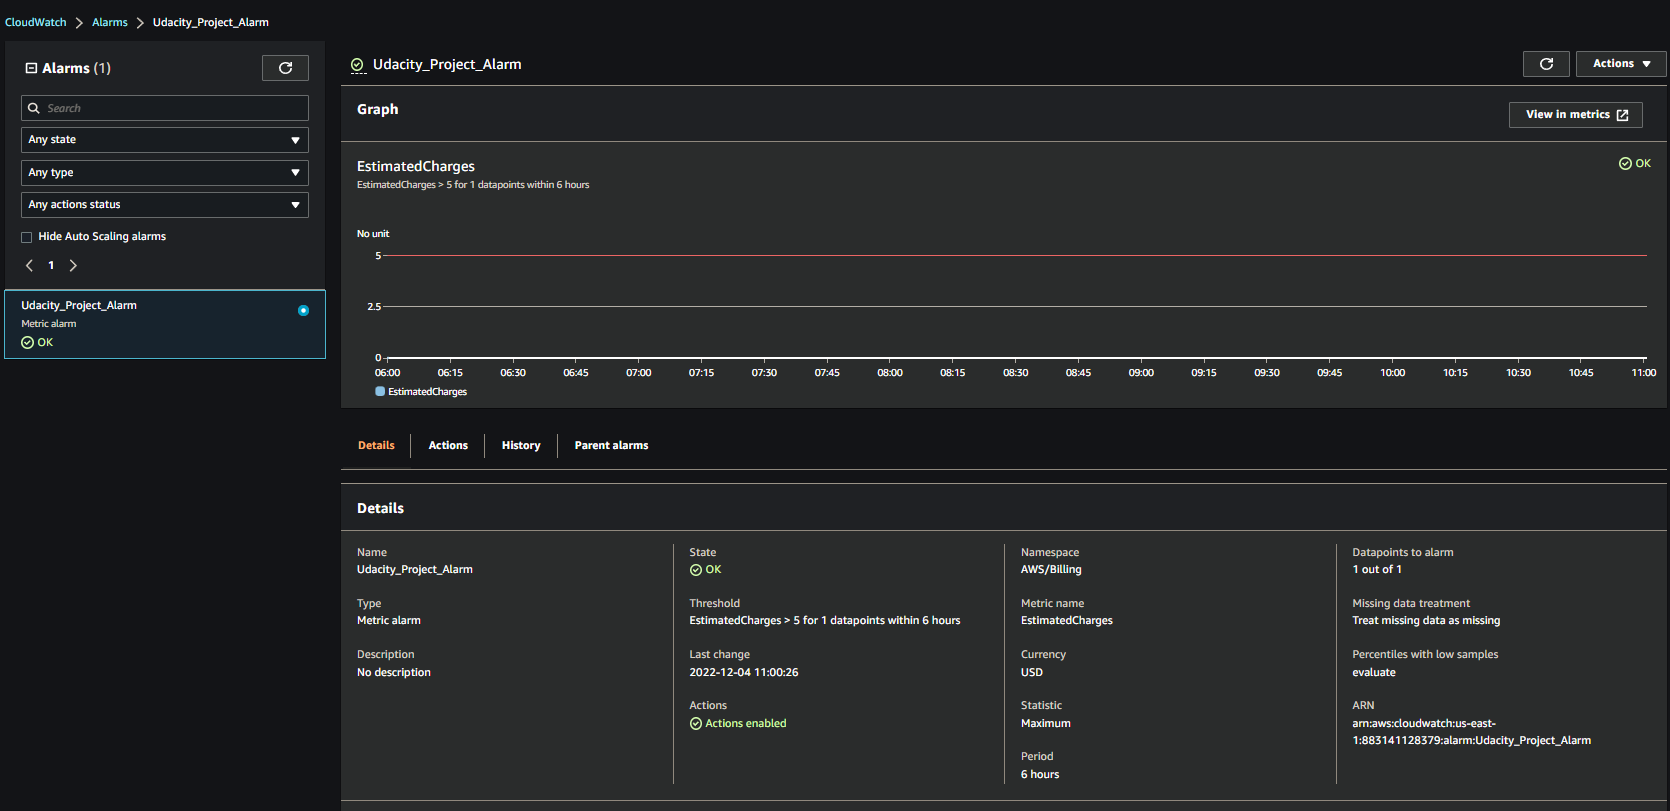 CloudWatch > Alarms > Udacity_Project_Alarm
Alarms (1)
Search
Any state
Any type
Any actions status
Hide Auto Scaling alarms
1
Udacity_Project_Alarm
Metric alarm
OK
Udacity_Project_Alarm
Actions
Graph
View in metrics
EstimatedCharges
OK
EstimatedCharges > 5 for 1 datapoints within 6 hours
No unit
5
2.5
0
06:00 06:15 06:30 06:45 07:00 07:15 07:30 07:45 08:00 08:15 08:30 08:45 09:00 09:15 09:30 09:45 10:00 10:15 10:30 10:45 11:00
EstimatedCharges
Details Actions History Parent alarms
Details
Name
Udacity_Project_Alarm
Type
Metric alarm
Description
No description
State
OK
Threshold
EstimatedCharges > 5 for 1 datapoints within 6 hours
Last change
2022-12-04 11:00:26
Actions
Actions enabled
Namespace
AWS/Billing
Metric name
EstimatedCharges
Currency
USD
Statistic
Maximum
Period
6 hours
Datapoints to alarm
1 out of 1
Missing data treatment
Treat missing data as missing
Percentiles with low samples
evaluate
ARN
arn:aws:cloudwatch:us-east-
1:883141128379:alarm:Udacity_Project_Alarm